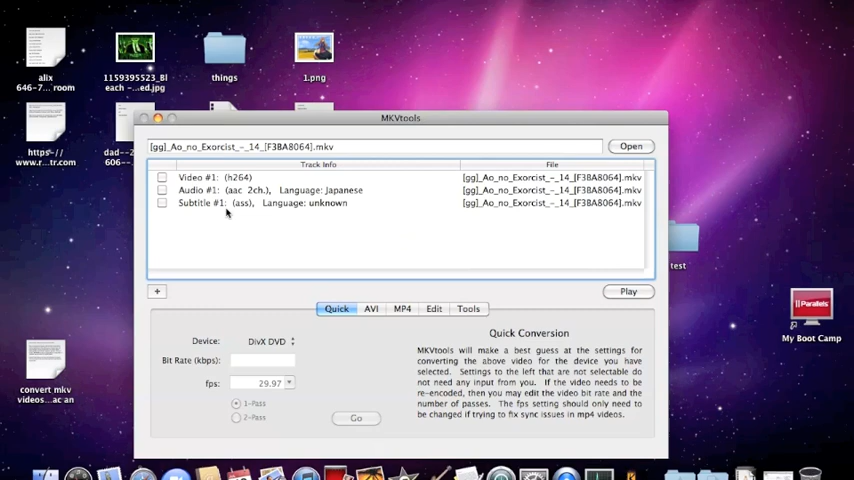 alix
646-7... room
1159395523_Bl
each - ...ed.jpg
things
1.png
https-//
www.r...tr.com
dad--2
606--
MKVtools
[gg]_Ao_no_Exorcist_-_14_[F3BA8064].mkv
Open
Track Info
File
Video #1: (h264)
[gg]_Ao_no_Exorcist_-_14_[F3BA8064].mkv
Audio #1: (aac 2ch.), Language: Japanese
[gg]_Ao_no_Exorcist_-_14_[F3BA8064].mkv
Subtitle #1: (ass), Language: unknown
[gg]_Ao_no_Exorcist_-_14_[F3BA8064].mkv
test
+
Play
Parallels
My Boot Camp
Quick AVI MP4 Edit Tools
Device: DivX DVD
Bit Rate (kbps):
fps: 29.97
1-Pass
2-Pass
Go
Quick Conversion
MKVtools will make a best guess at the settings for
converting the above video for the device you have
selected. Settings to the left that are not selectable do
not need any input from you. If the video needs to be
re-encoded, then you may edit the video bit rate and the
number of passes. The fps setting should only need to
be changed if trying to fix sync issues in mp4 videos.
convert mkv
videos...ac an